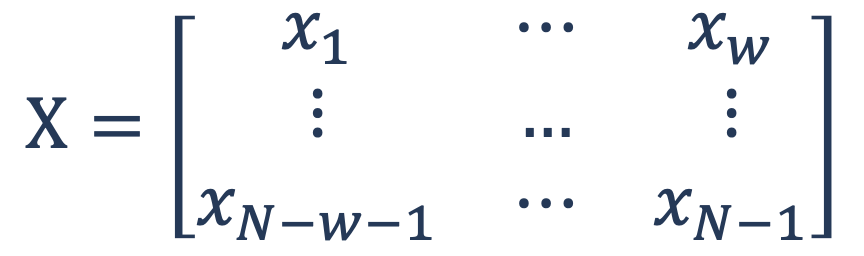 x₁ ⋯ x_w
X = ⋮ … ⋮
x_{N−w−1} ⋯ x_{N−1}